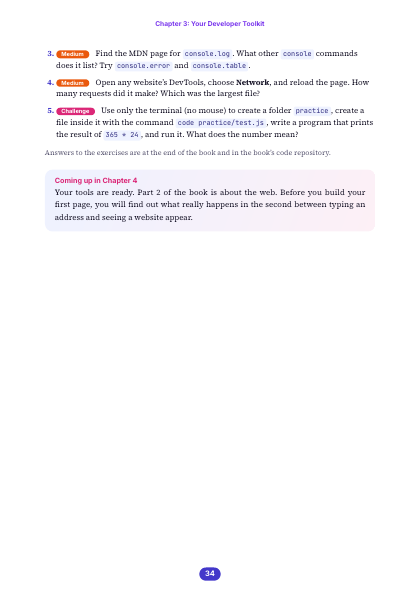 Chapter 3: Your Developer Toolkit
3. Medium Find the MDN page for console.log. What other console commands
does it list? Try console.error and console.table.
4. Medium Open any website's DevTools, choose Network, and reload the page. How
many requests did it make? Which was the largest file?
5. Challenge Use only the terminal (no mouse) to create a folder practice, create a
file inside it with the command code practice/test.js, write a program that prints
the result of 365 * 24, and run it. What does the number mean?
Answers to the exercises are at the end of the book and in the book's code repository.
Coming up in Chapter 4
Your tools are ready. Part 2 of the book is about the web. Before you build your
first page, you will find out what really happens in the second between typing an
address and seeing a website appear.
34